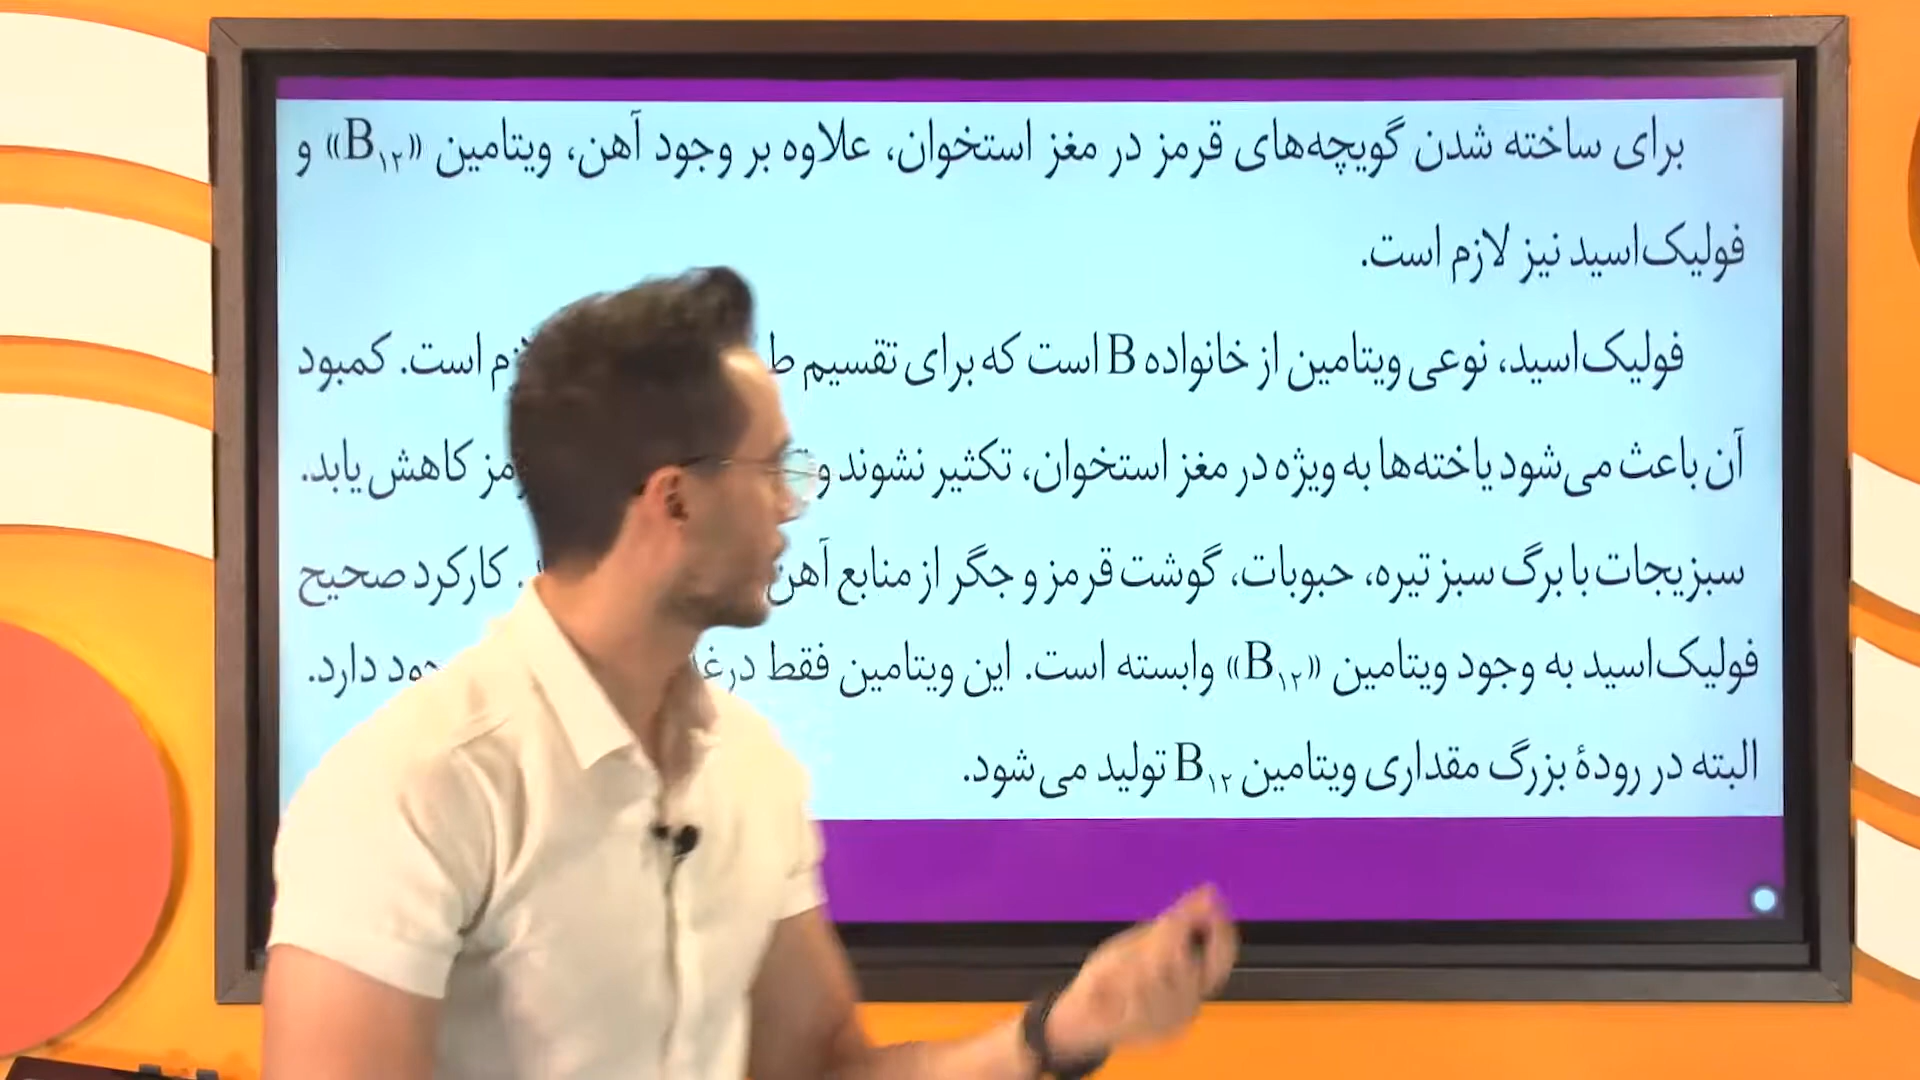 برای ساخته شدن گویچه‌های قرمز در مغز استخوان، علاوه بر وجود آهن، ویتامین «B۱۲» و
فولیک‌اسید نیز لازم است.
فولیک‌اسید، نوعی ویتامین از خانواده B است که برای تقسیم است. کمبود
آن باعث می‌شود یاخته‌ها به ویژه در مغز استخوان، تکثیر نشوند و کاهش یابد.
سبزیجات با برگ سبز تیره، حبوبات، گوشت قرمز و جگر از منابع آهن کارکرد صحیح
فولیک‌اسید به وجود ویتامین «B۱۲» وابسته است. این ویتامین فقط در دارد.
البته در رودهٔ بزرگ مقداری ویتامین B۱۲ تولید می‌شود.